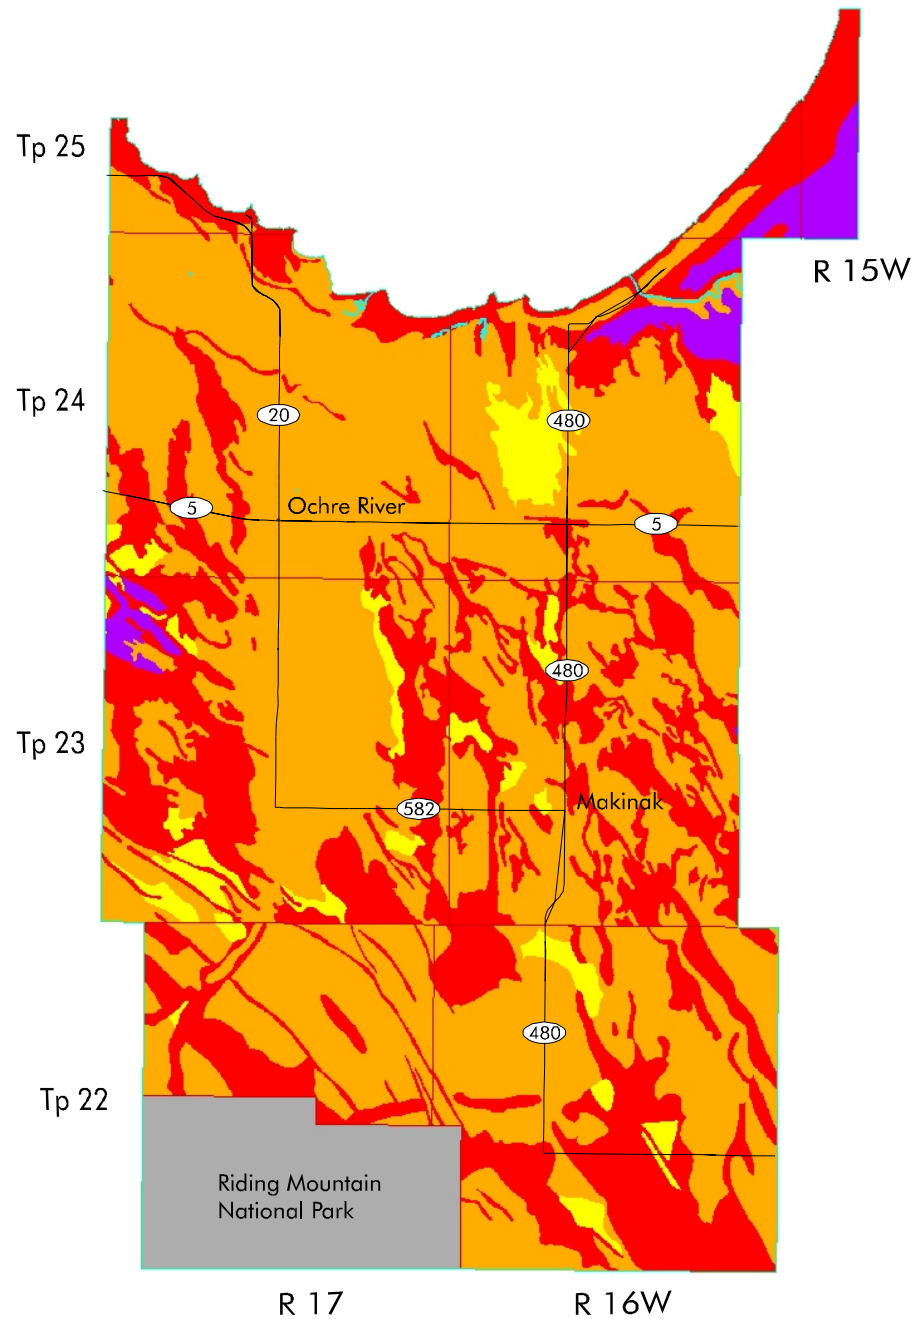 Tp 25
R 15W
Tp 24
20
480
5
Ochre River
5
480
Tp 23
582
Makinak
480
Tp 22
Riding Mountain
National Park
R 17
R 16W